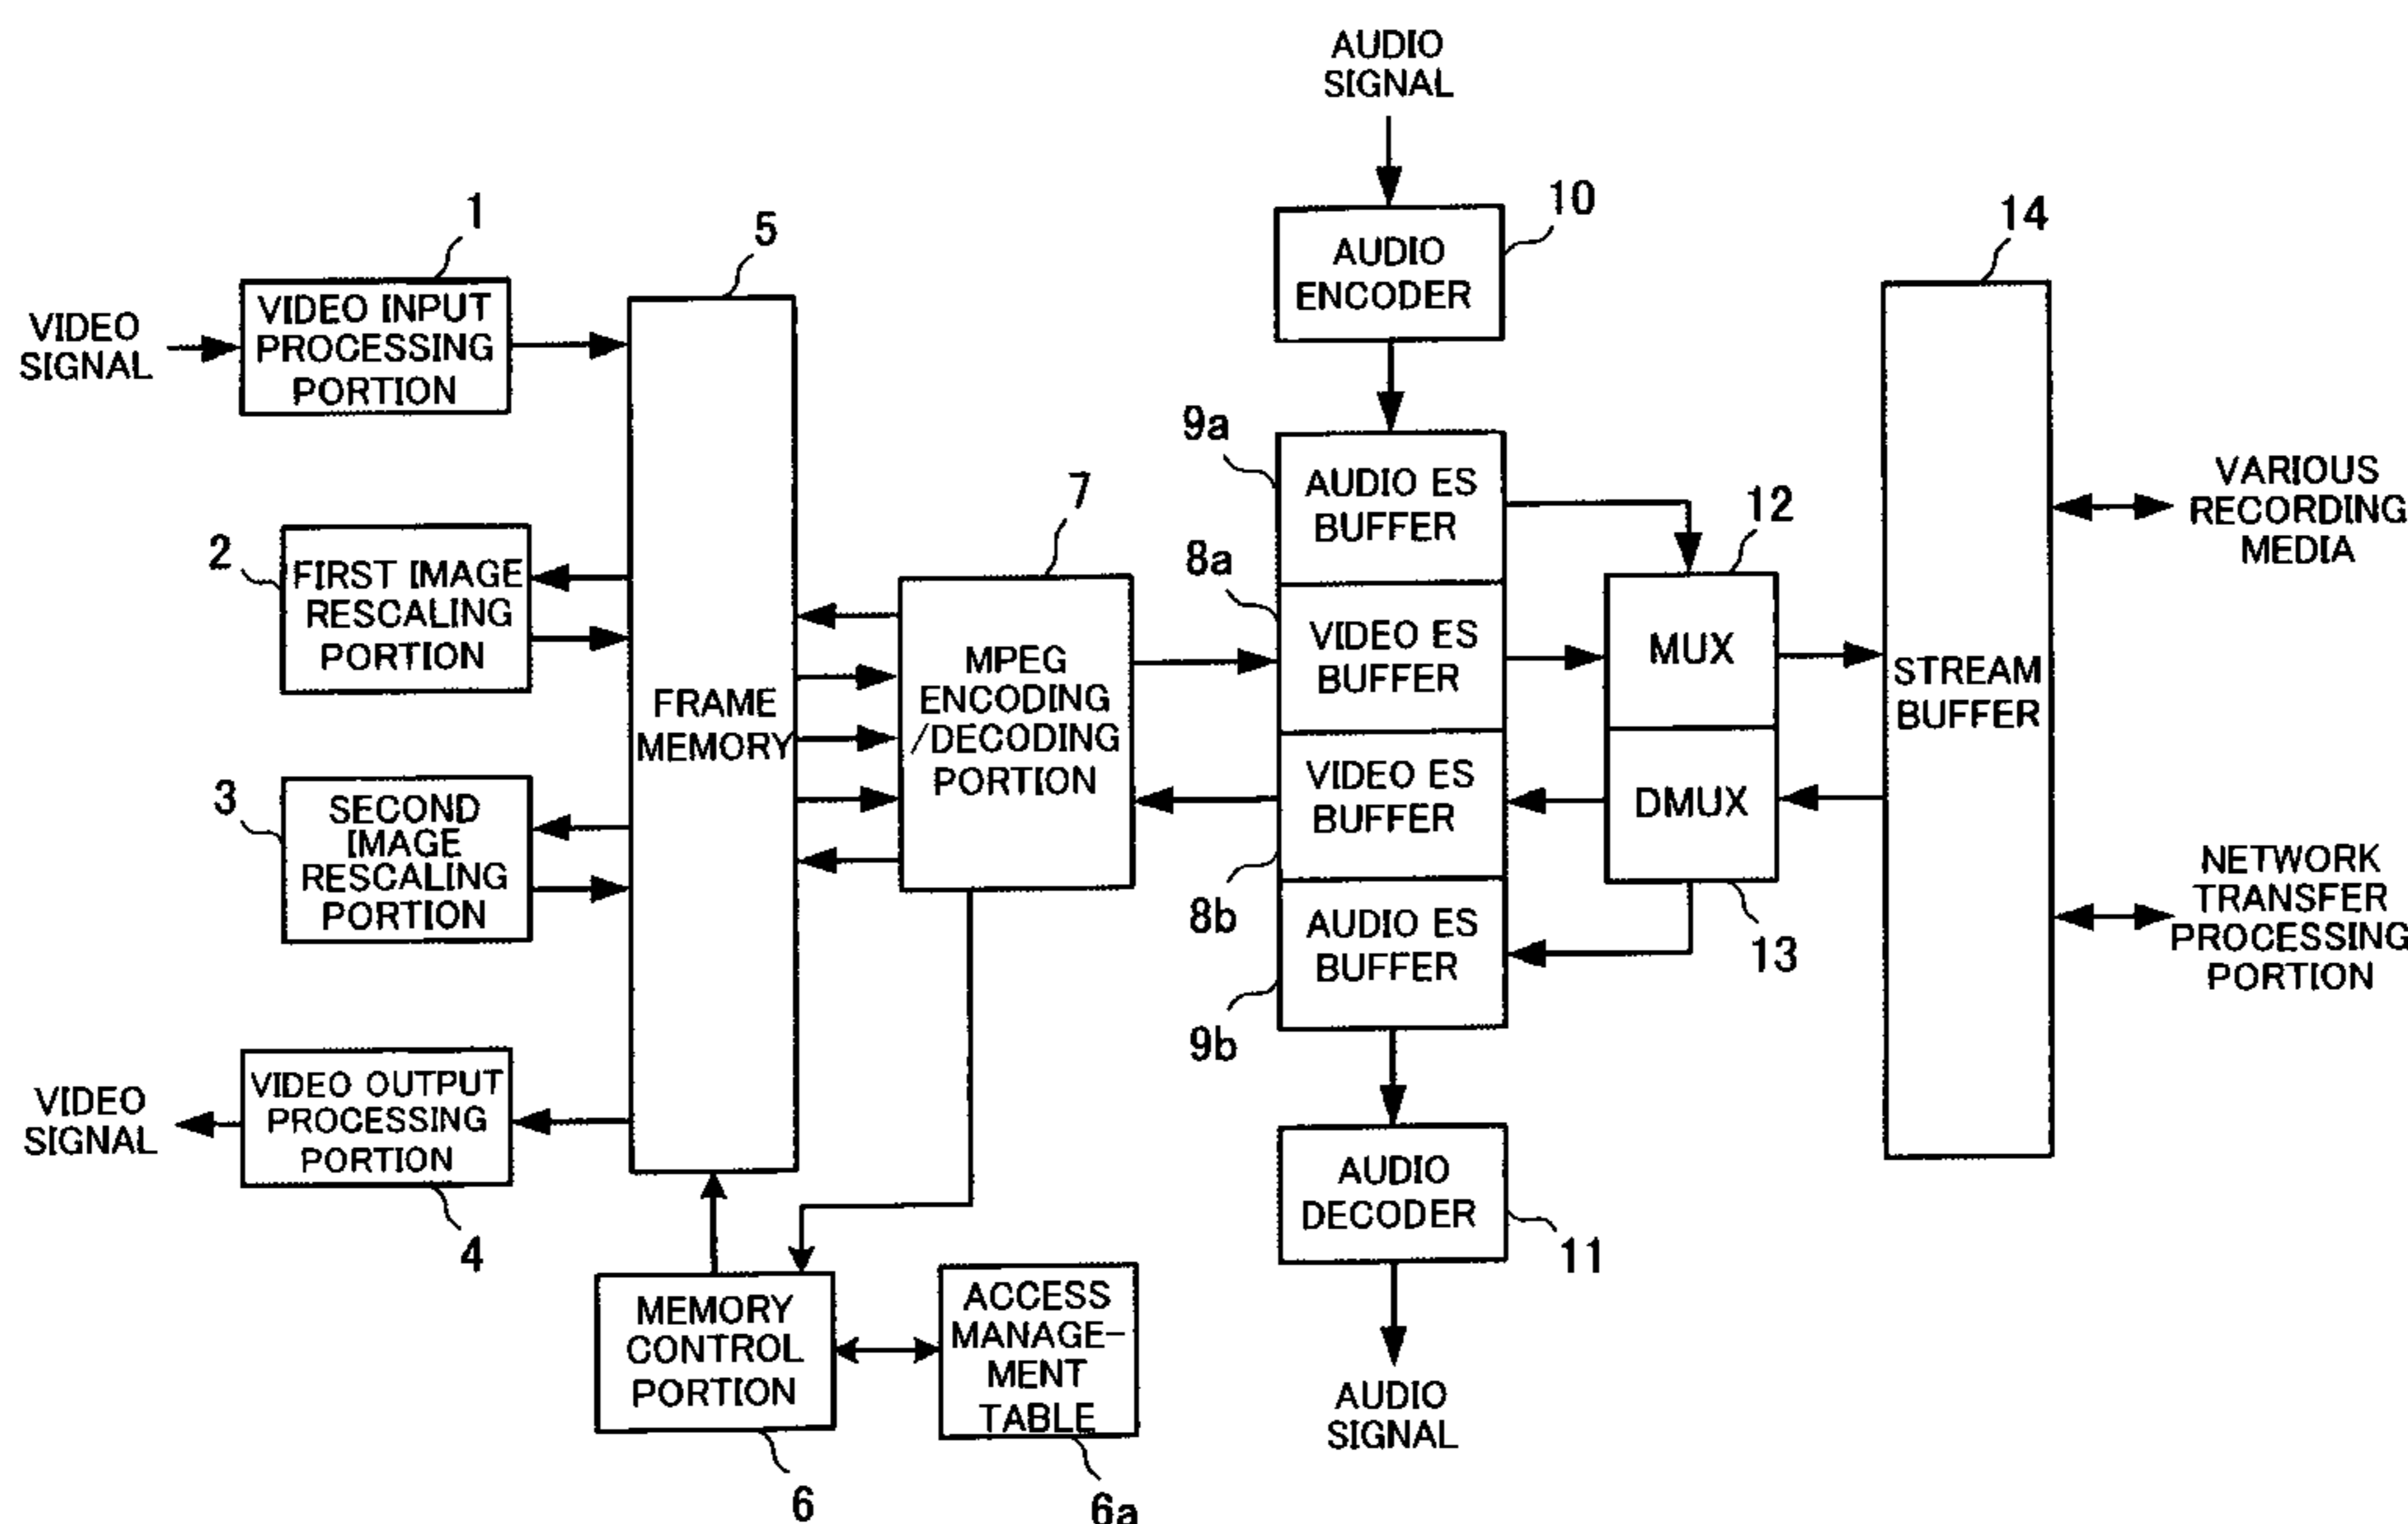 AUDIO
SIGNAL
10
AUDIO
ENCODER
1
VIDEO
SIGNAL
VIDEO INPUT
PROCESSING
PORTION
5
FRAME
MEMORY
2
FIRST IMAGE
RESCALING
PORTION
3
SECOND
IMAGE
RESCALING
PORTION
VIDEO
SIGNAL
VIDEO OUTPUT
PROCESSING
PORTION
4
7
MPEG
ENCODING
/DECODING
PORTION
9a
AUDIO ES
BUFFER
8a
VIDEO ES
BUFFER
VIDEO ES
BUFFER
8b
AUDIO ES
BUFFER
9b
12
MUX
DMUX
13
14
STREAM
BUFFER
VARIOUS
RECORDING
MEDIA
NETWORK
TRANSFER
PROCESSING
PORTION
AUDIO
DECODER
11
AUDIO
SIGNAL
MEMORY
CONTROL
PORTION
6
ACCESS
MANAGE-
MENT
TABLE
6a